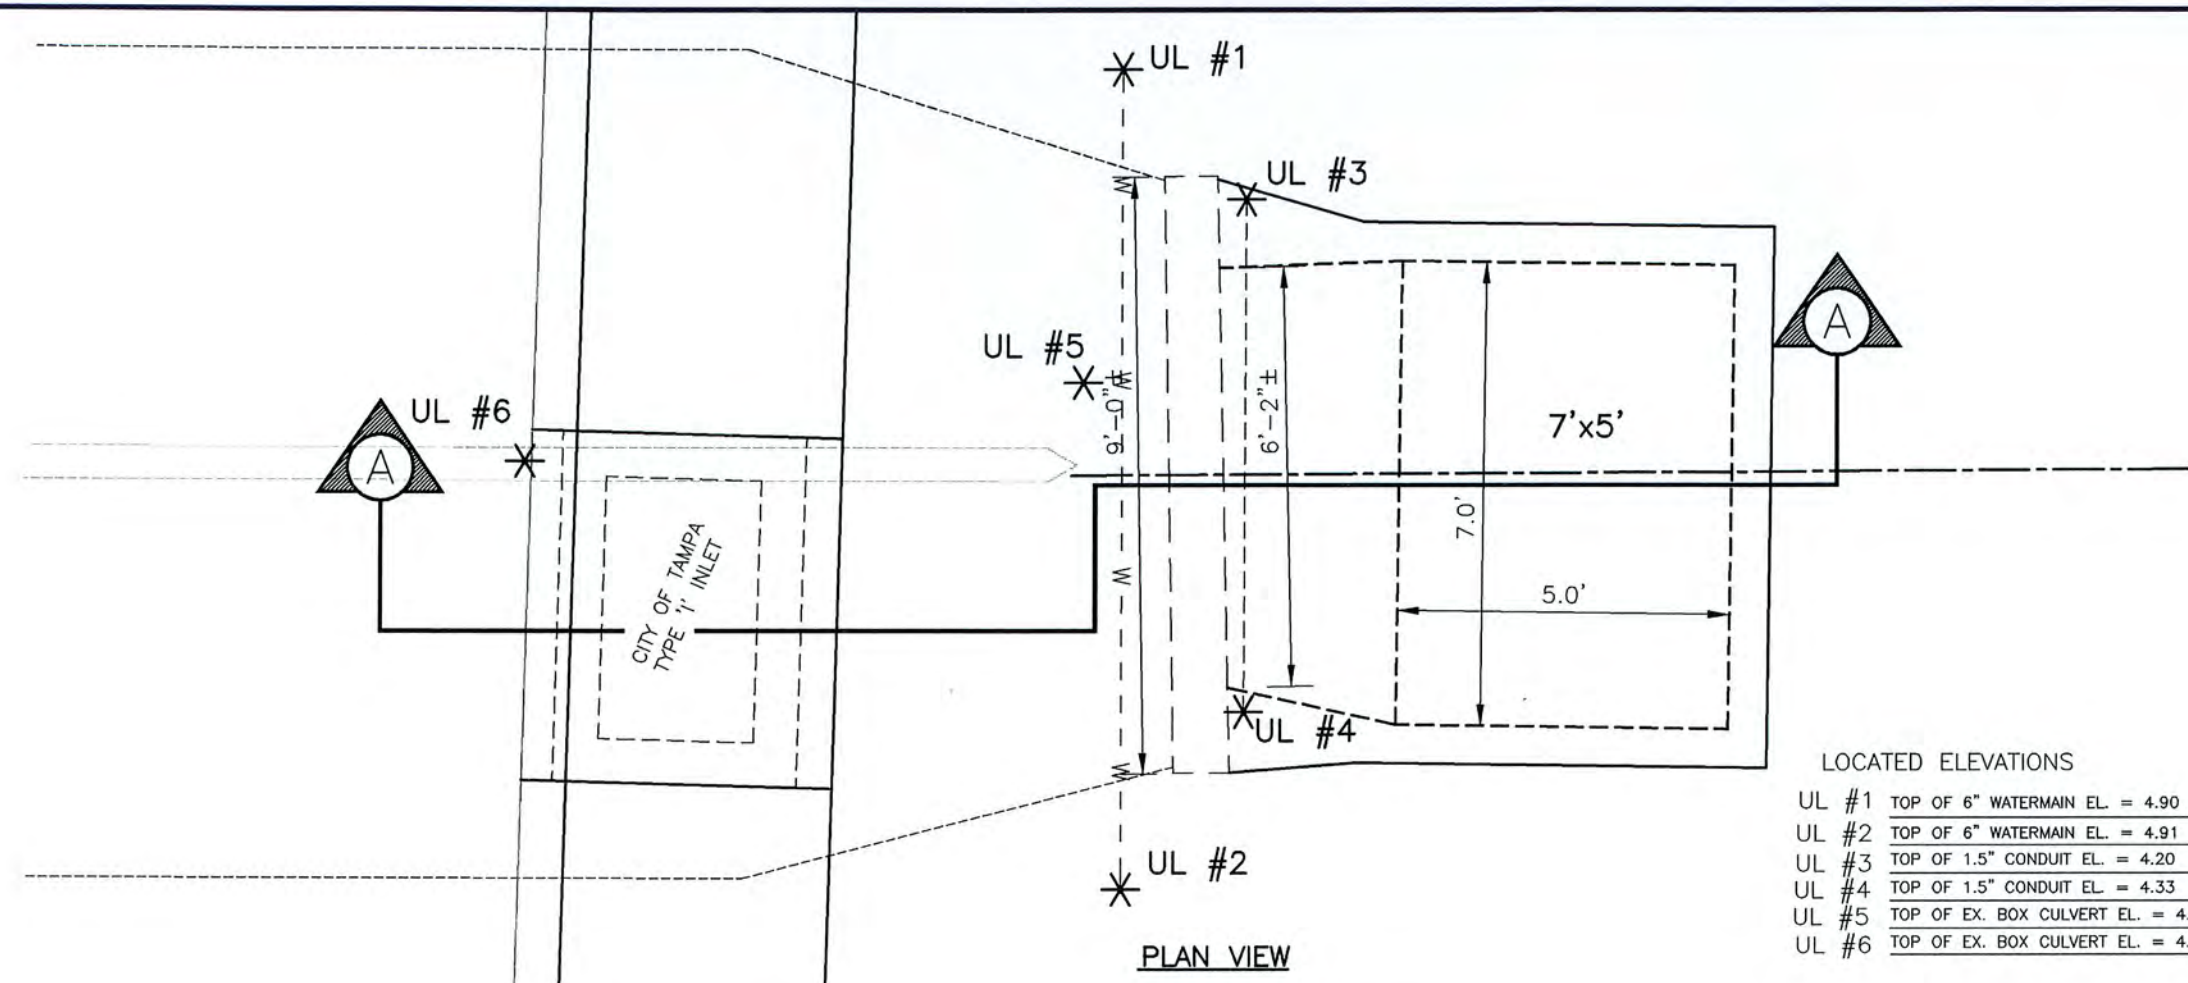 UL #1
UL #3
UL #5
UL #6
A
A
9'-0"±
6'-2"±
7'x5'
7.0'
5.0'
CITY OF TAMPA
TYPE 'I' INLET
W
W
W
W
UL #4
UL #2
PLAN VIEW
LOCATED ELEVATIONS
UL #1 TOP OF 6" WATERMAIN EL. = 4.90
UL #2 TOP OF 6" WATERMAIN EL. = 4.91
UL #3 TOP OF 1.5" CONDUIT EL. = 4.20
UL #4 TOP OF 1.5" CONDUIT EL. = 4.33
UL #5 TOP OF EX. BOX CULVERT EL. = 4.
UL #6 TOP OF EX. BOX CULVERT EL. = 4.